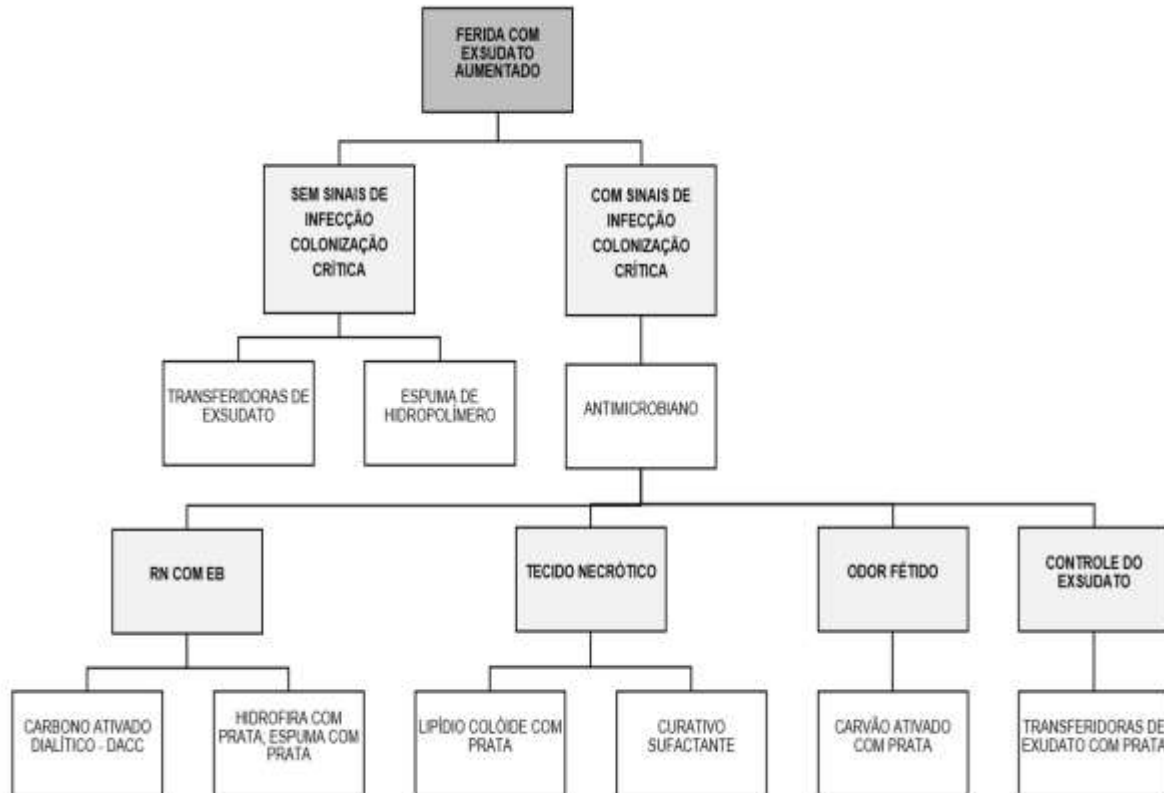 FERIDA COM
EXSUDATO
AUMENTADO
SEM SINAIS DE
INFECÇÃO
COLONIZAÇÃO
CRÍTICA
COM SINAIS DE
INFECÇÃO
COLONIZAÇÃO
CRÍTICA
TRANSFERIDORAS DE
EXSUDATO
ESPUMA DE
HIDROPOLÍMERO
ANTIMICROBIANO
RN COM EB
TECIDO NECRÓTICO
ODOR FÉTIDO
CONTROLE DO
EXSUDATO
CARBONO ATIVADO
DIALÍTICO - DACC
HIDROFIRA COM
PRATA; ESPUMA COM
PRATA
LIPÍDIO COLÓIDE COM
PRATA
CURATIVO
SUFACTANTE
CARVÃO ATIVADO
COM PRATA
TRANSFERIDORAS DE
EXUDATO COM PRATA